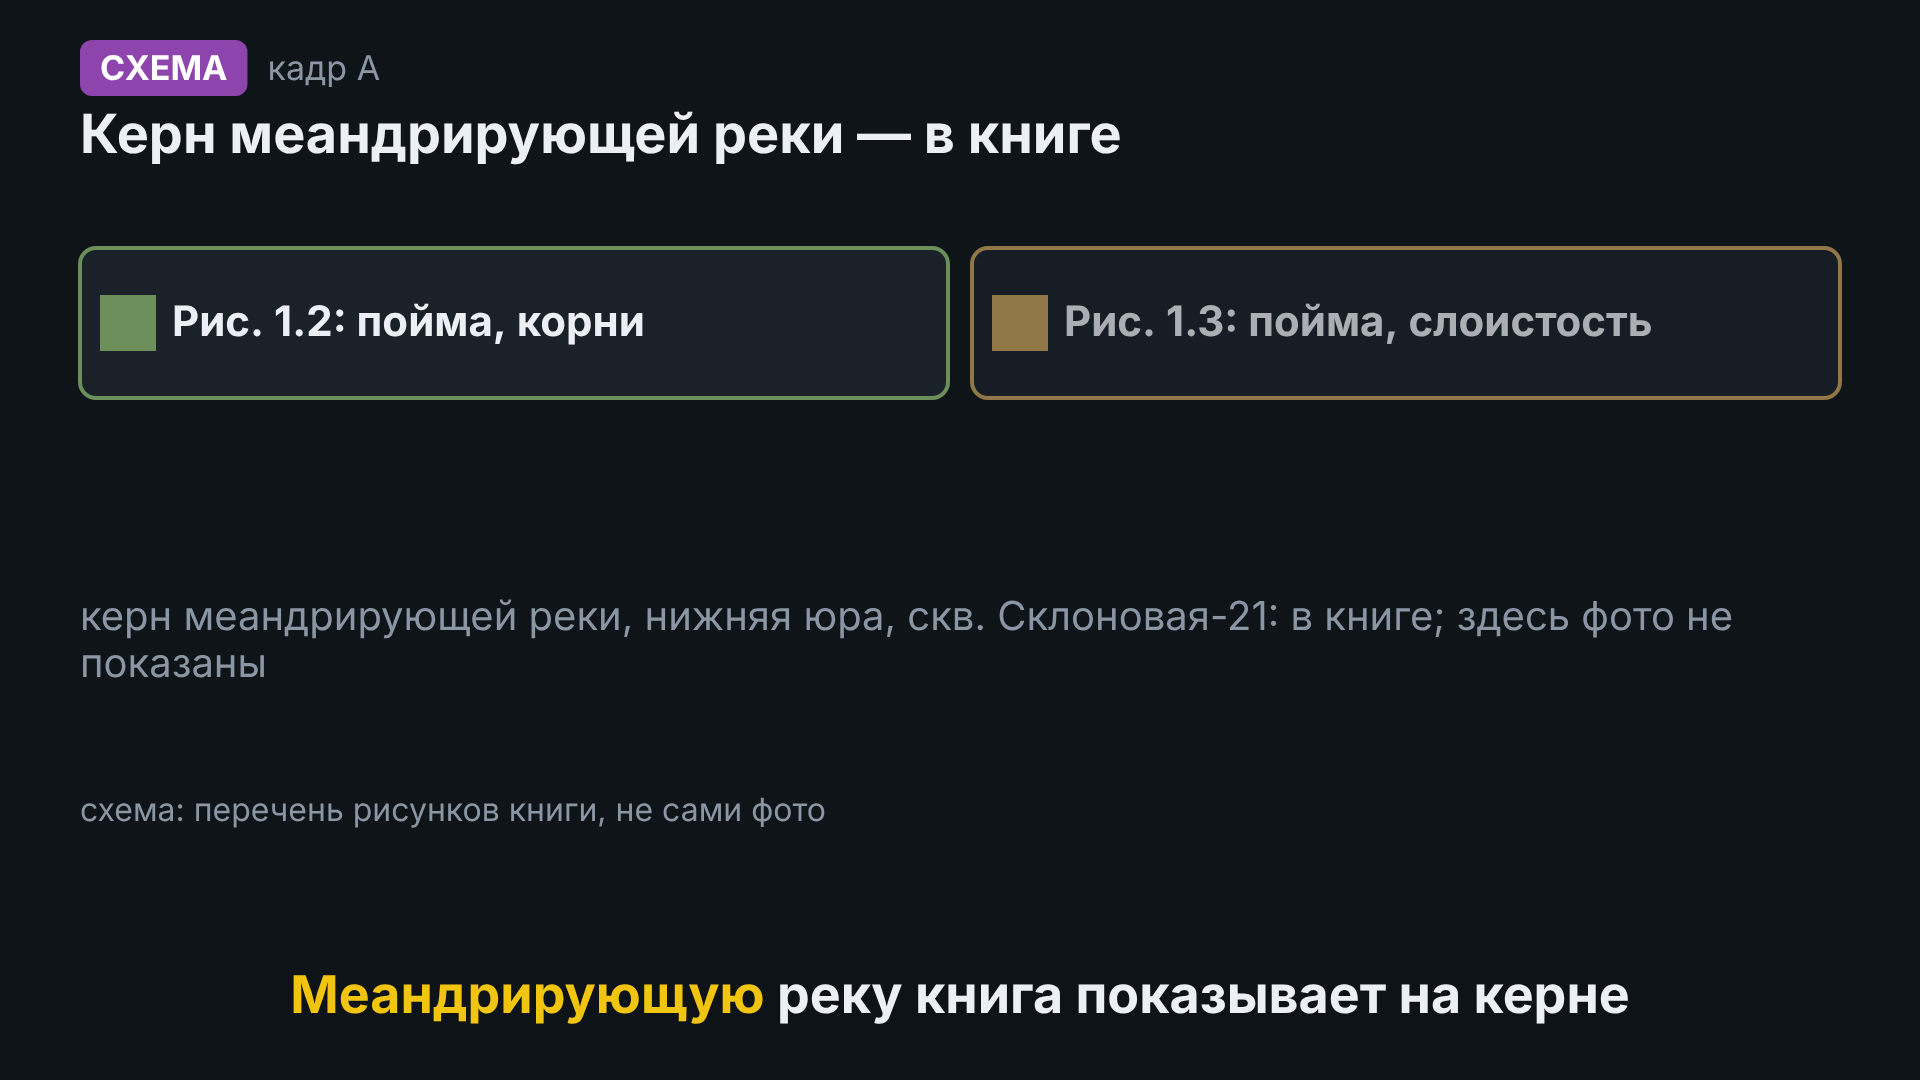 СХЕМА кадр А
Керн меандрирующей реки — в книге
Рис. 1.2: пойма, корни
Рис. 1.3: пойма, слоистость
керн меандрирующей реки, нижняя юра, скв. Склоновая-21: в книге; здесь фото не
показаны
схема: перечень рисунков книги, не сами фото
Меандрирующую реку книга показывает на керне